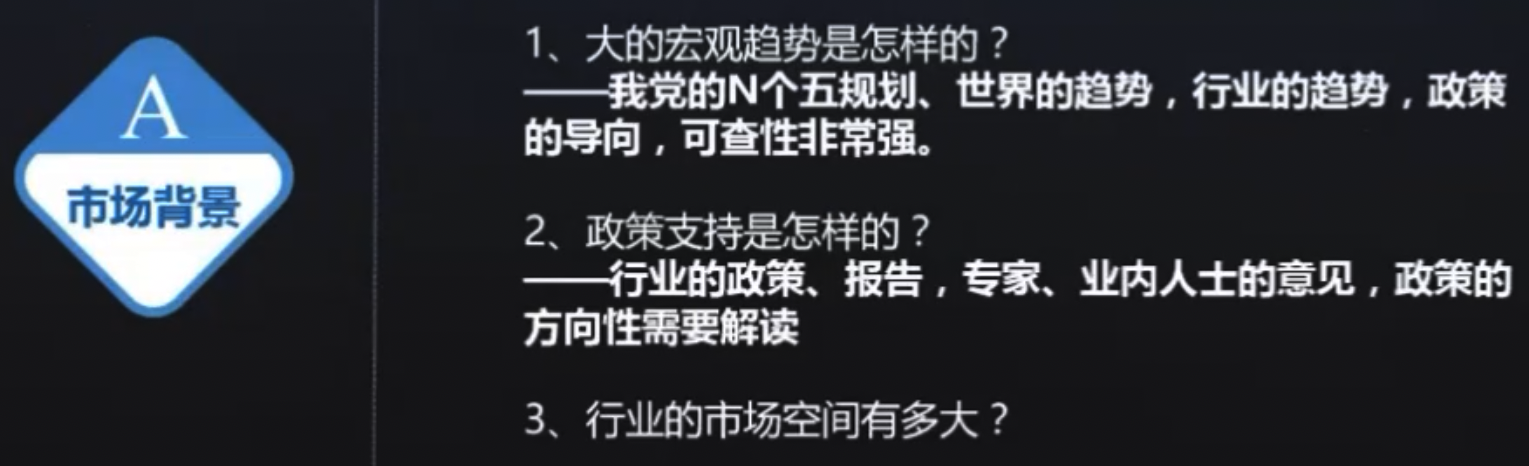 A
市场背景
1、大的宏观趋势是怎样的？
——我党的N个五规划、世界的趋势，行业的趋势，政策
的导向，可查性非常强。
2、政策支持是怎样的？
——行业的政策、报告，专家、业内人士的意见，政策的
方向性需要解读
3、行业的市场空间有多大？